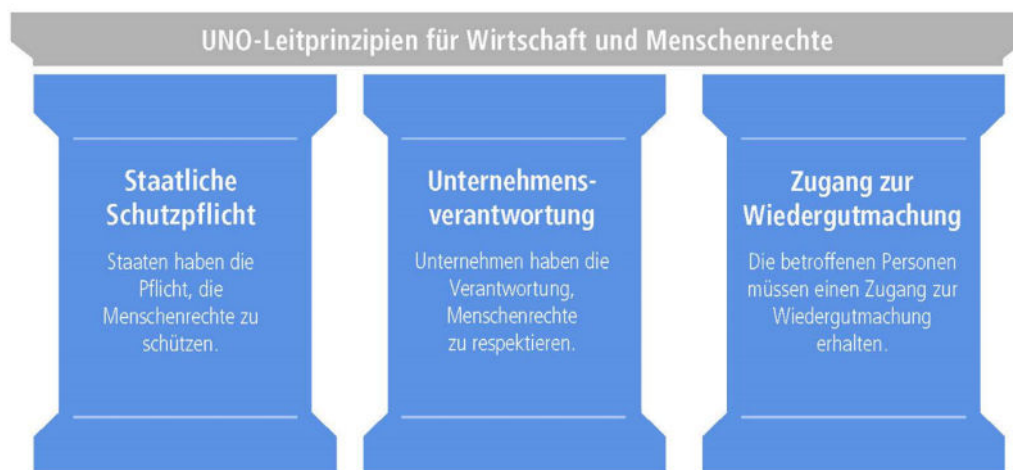 UNO-Leitprinzipien für Wirtschaft und Menschenrechte
Staatliche
Schutzpflicht
Staaten haben die
Pflicht, die
Menschenrechte zu
schützen.
Unternehmens-
verantwortung
Unternehmen haben die
Verantwortung,
Menschenrechte
zu respektieren.
Zugang zur
Wiedergutmachung
Die betroffenen Personen
müssen einen Zugang zur
Wiedergutmachung
erhalten.